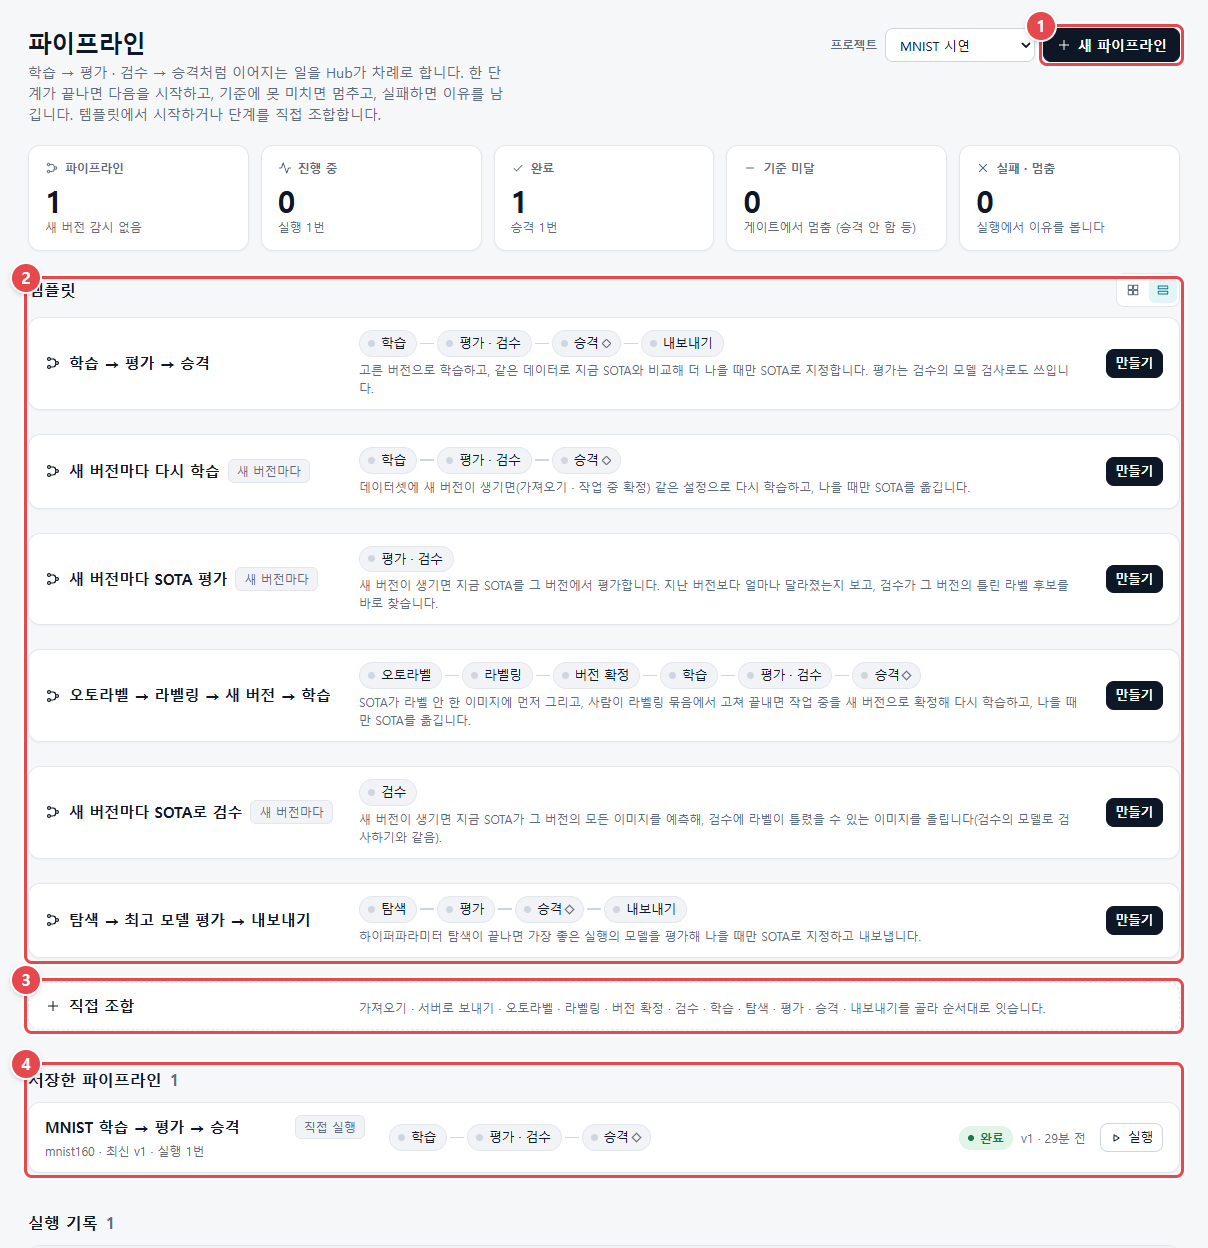 파이프라인
프로젝트
MNIST 시연
1
+ 새 파이프라인
학습 → 평가 · 검수 → 승격처럼 이어지는 일을 Hub가 차례로 합니다. 한 단
계가 끝나면 다음을 시작하고, 기준에 못 미치면 멈추고, 실패하면 이유를 남
깁니다. 템플릿에서 시작하거나 단계를 직접 조합합니다.
파이프라인
1
새 버전 감시 없음
진행 중
0
실행 1번
완료
1
승격 1번
기준 미달
0
게이트에서 멈춤 (승격 안 함 등)
실패 · 멈춤
0
실행에서 이유를 봅니다
2
템플릿
학습 → 평가 → 승격
학습 평가 · 검수 승격 내보내기
고른 버전으로 학습하고, 같은 데이터로 지금 SOTA와 비교해 더 나을 때만 SOTA로 지정합니다. 평가는 검수의 모델 검사로도 쓰입니
다.
만들기
새 버전마다 다시 학습 새 버전마다
학습 평가 · 검수 승격
데이터셋에 새 버전이 생기면(가져오기 · 작업 중 확정) 같은 설정으로 다시 학습하고, 나을 때만 SOTA를 옮깁니다.
만들기
새 버전마다 SOTA 평가 새 버전마다
평가 · 검수
새 버전이 생기면 지금 SOTA를 그 버전에서 평가합니다. 지난 버전보다 얼마나 달라졌는지 보고, 검수가 그 버전의 틀린 라벨 후보를
바로 찾습니다.
만들기
오토라벨 → 라벨링 → 새 버전 → 학습
오토라벨 라벨링 버전 확정 학습 평가 · 검수 승격
SOTA가 라벨 안 한 이미지에 먼저 그리고, 사람이 라벨링 묶음에서 고쳐 끝내면 작업 중을 새 버전으로 확정해 다시 학습하고, 나을 때
만 SOTA를 옮깁니다.
만들기
새 버전마다 SOTA로 검수 새 버전마다
검수
새 버전이 생기면 지금 SOTA가 그 버전의 모든 이미지를 예측해, 검수에 라벨이 틀렸을 수 있는 이미지를 올립니다(검수의 모델로 검
사하기와 같음).
만들기
탐색 → 최고 모델 평가 → 내보내기
탐색 평가 승격 내보내기
하이퍼파라미터 탐색이 끝나면 가장 좋은 실행의 모델을 평가해 나을 때만 SOTA로 지정하고 내보냅니다.
만들기
3
+ 직접 조합
가져오기 · 서버로 보내기 · 오토라벨 · 라벨링 · 버전 확정 · 검수 · 학습 · 탐색 · 평가 · 승격 · 내보내기를 골라 순서대로 잇습니다.
4
저장한 파이프라인 1
MNIST 학습 → 평가 → 승격
직접 실행
mnist160 · 최신 v1 · 실행 1번
학습 평가 · 검수 승격
완료 v1 · 29분 전
실행
실행 기록 1